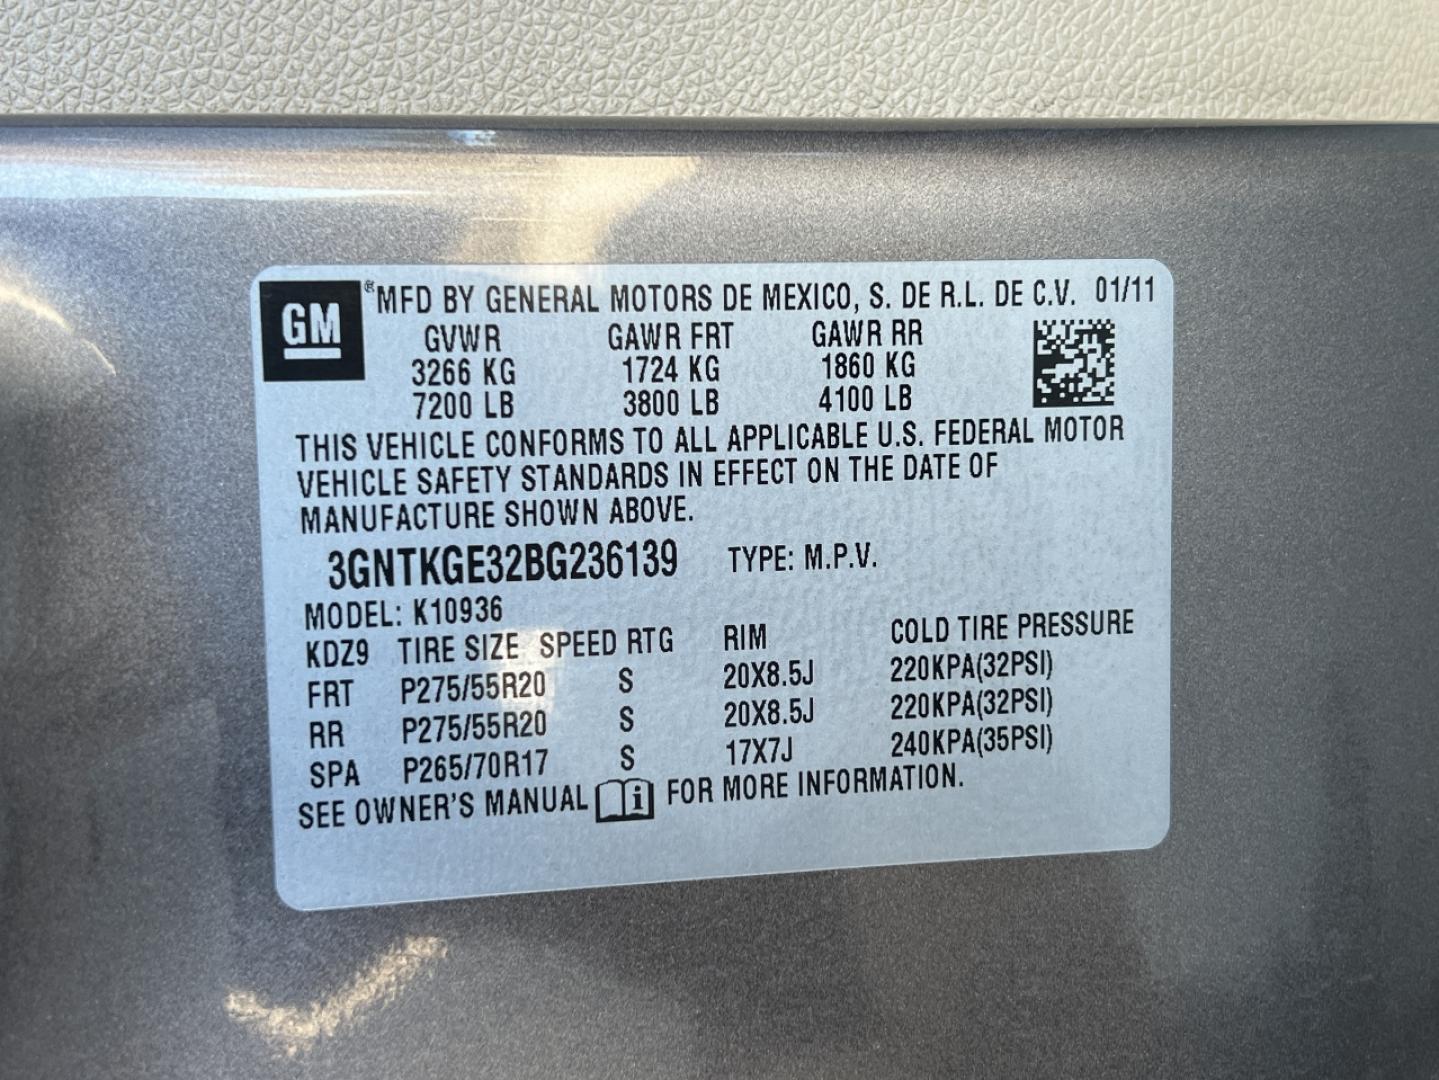 GM ® MFD BY GENERAL MOTORS DE MEXICO, S. DE R.L. DE C.V. 01/11
GVWR GAWR FRT GAWR RR
3266 KG 1724 KG 1860 KG
7200 LB 3800 LB 4100 LB
THIS VEHICLE CONFORMS TO ALL APPLICABLE U.S. FEDERAL MOTOR
VEHICLE SAFETY STANDARDS IN EFFECT ON THE DATE OF
MANUFACTURE SHOWN ABOVE.
3GNTKGE32BG236139 TYPE: M.P.V.
MODEL: K10936
KDZ9 TIRE SIZE SPEED RTG RIM COLD TIRE PRESSURE
FRT P275/55R20 S 20X8.5J 220KPA(32PSI)
RR P275/55R20 S 20X8.5J 220KPA(32PSI)
SPA P265/70R17 S 17X7J 240KPA(35PSI)
SEE OWNER'S MANUAL i FOR MORE INFORMATION.